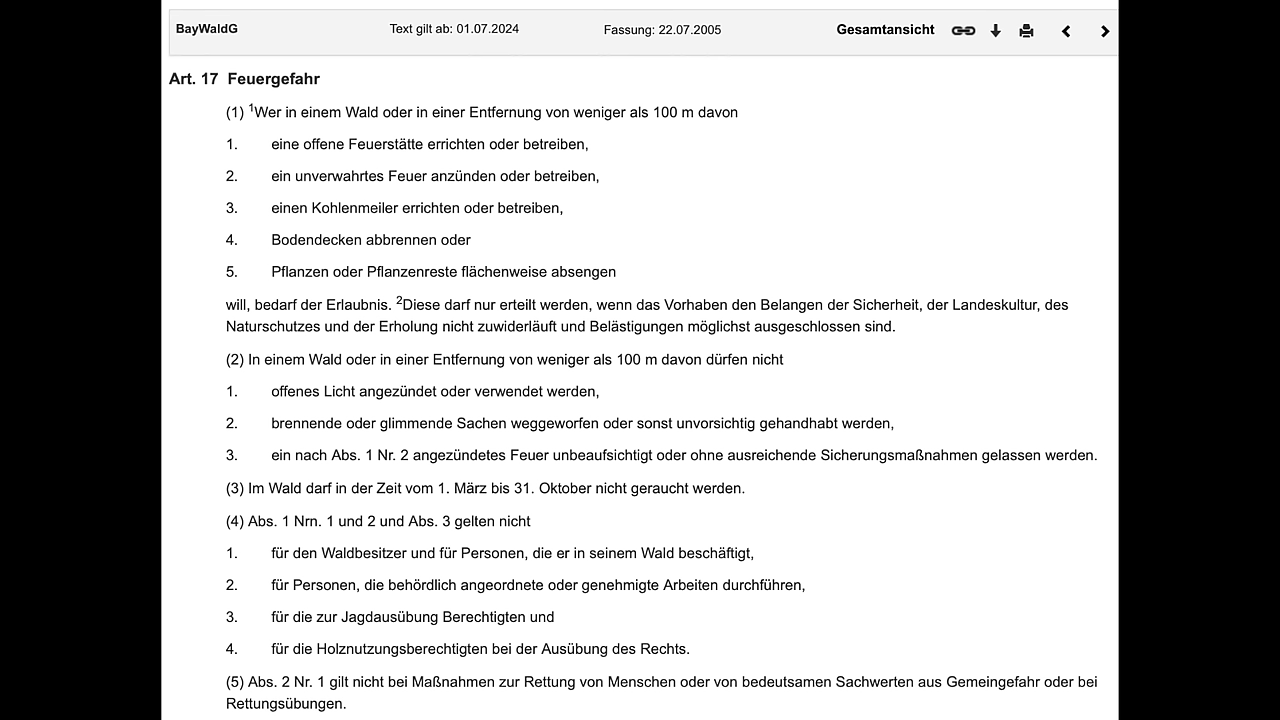 BayWaldG Text gilt ab: 01.07.2024 Fassung: 22.07.2005 Gesamtansicht
Art. 17 Feuergefahr
(1) ¹Wer in einem Wald oder in einer Entfernung von weniger als 100 m davon
1. eine offene Feuerstätte errichten oder betreiben,
2. ein unverwahrtes Feuer anzünden oder betreiben,
3. einen Kohlenmeiler errichten oder betreiben,
4. Bodendecken abbrennen oder
5. Pflanzen oder Pflanzenreste flächenweise absengen
will, bedarf der Erlaubnis. ²Diese darf nur erteilt werden, wenn das Vorhaben den Belangen der Sicherheit, der Landeskultur, des
Naturschutzes und der Erholung nicht zuwiderläuft und Belästigungen möglichst ausgeschlossen sind.
(2) In einem Wald oder in einer Entfernung von weniger als 100 m davon dürfen nicht
1. offenes Licht angezündet oder verwendet werden,
2. brennende oder glimmende Sachen weggeworfen oder sonst unvorsichtig gehandhabt werden,
3. ein nach Abs. 1 Nr. 2 angezündetes Feuer unbeaufsichtigt oder ohne ausreichende Sicherungsmaßnahmen gelassen werden.
(3) Im Wald darf in der Zeit vom 1. März bis 31. Oktober nicht geraucht werden.
(4) Abs. 1 Nrn. 1 und 2 und Abs. 3 gelten nicht
1. für den Waldbesitzer und für Personen, die er in seinem Wald beschäftigt,
2. für Personen, die behördlich angeordnete oder genehmigte Arbeiten durchführen,
3. für die zur Jagdausübung Berechtigten und
4. für die Holznutzungsberechtigten bei der Ausübung des Rechts.
(5) Abs. 2 Nr. 1 gilt nicht bei Maßnahmen zur Rettung von Menschen oder von bedeutsamen Sachwerten aus Gemeingefahr oder bei
Rettungsübungen.